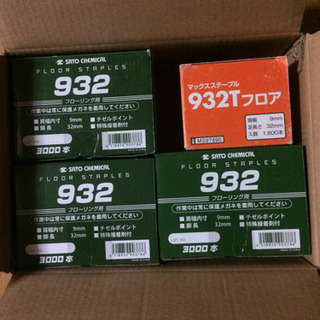 SATO CHEMICAL
FLOOR STAPLES
932
フローリング用
作業中は常に保護メガネを着用してください
肩幅内寸 9mm チゼルポイント
脚長 32mm 特殊接着剤付
3000本
マックスステープル
932Tフロア
肩幅 9mm
足長さ 32mm
入数 1,800本
MS97895
SATO CHEMICAL
FLOOR STAPLES
932
フローリング用
作業中は常に保護メガネを着用してください
肩幅内寸 9mm チゼルポイント
脚長 32mm 特殊接着剤付
3000本
SATO CHEMICAL
FLOOR STAPLES
932
フローリング用
作業中は常に保護メガネを着用してください
肩幅内寸 9mm チゼルポイント
脚長 32mm 特殊接着剤付
LOT NO.
3000本